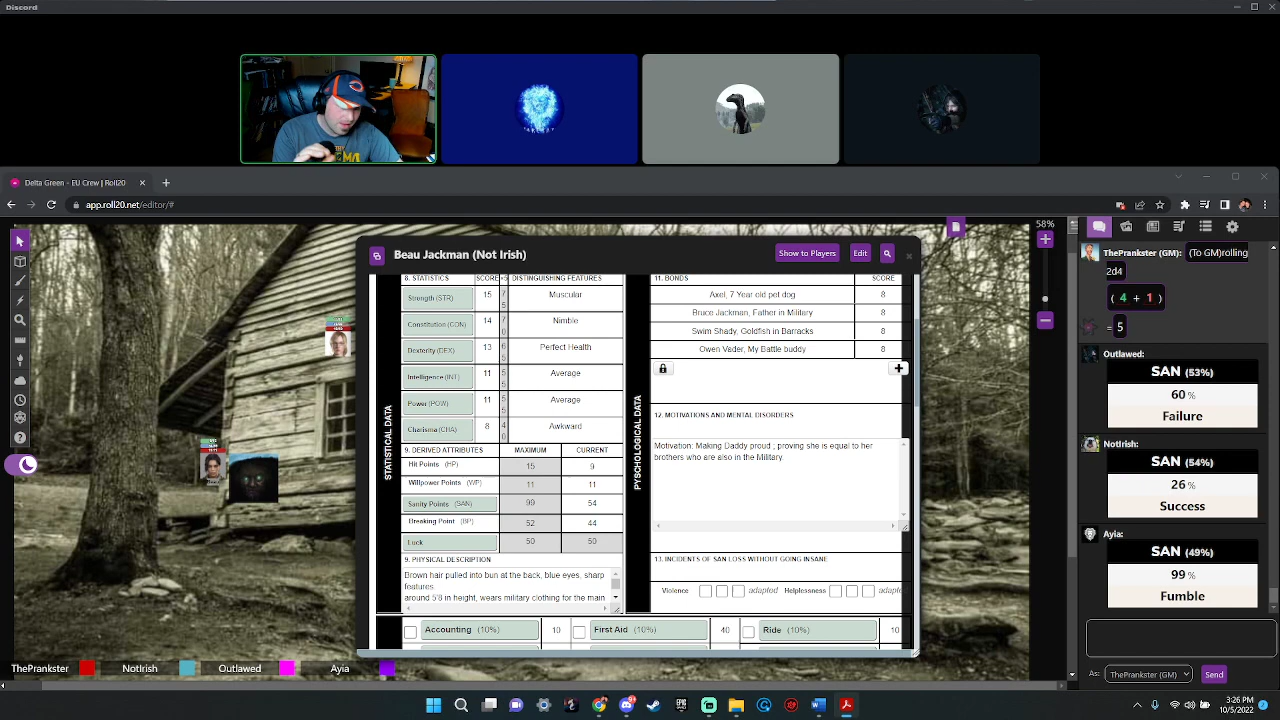 Discord
Delta Green - EU Crew | Roll20
app.roll20.net/editor/#
58%
Beau Jackman (Not Irish)
Show to Players
Edit
8. STATISTICS SCORE DISTINGUISHING FEATURES
Strength (STR) 15 75 Muscular
Constitution (CON) 14 70 Nimble
Dexterity (DEX) 13 65 Perfect Health
Intelligence (INT) 11 55 Average
Power (POW) 11 55 Average
Charisma (CHA) 8 40 Awkward
STATISTICAL DATA
9. DERIVED ATTRIBUTES MAXIMUM CURRENT
Hit Points (HP) 15 9
Willpower Points (WP) 11 11
Sanity Points (SAN) 99 54
Breaking Point (BP) 52 44
Luck 50 50
9. PHYSICAL DESCRIPTION
Brown hair pulled into bun at the back, blue eyes, sharp
features.
around 5'8 in height, wears military clothing for the main
PYSCHOLOGICAL DATA
11. BONDS SCORE
Axel, 7 Year old pet dog 8
Bruce Jackman, Father in Military 8
Swim Shady, Goldfish in Barracks 8
Owen Vader, My Battle buddy 8
12. MOTIVATIONS AND MENTAL DISORDERS
Motivation: Making Daddy proud ; proving she is equal to her
brothers who are also in the Military.
13. INCIDENTS OF SAN LOSS WITHOUT GOING INSANE
Violence adapted Helplessness adapted
Accounting (10%) 10 First Aid (10%) 40 Ride (10%) 10
ThePrankster (GM): (To GM)rolling
2d4
( 4 + 1 )
= 5
Outlawed:
SAN (53%)
60 %
Failure
NotIrish:
SAN (54%)
26 %
Success
Ayia:
SAN (49%)
99 %
Fumble
As: ThePrankster (GM) Send
ThePrankster NotIrish Outlawed Ayia
3:26 PM
10/5/2022